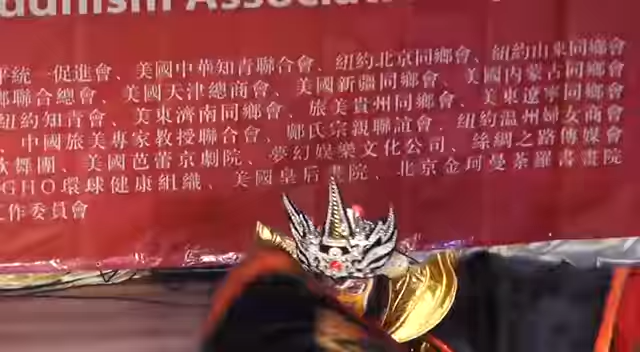 ddhism Associat
平統一促進會、美國中華知青聯合會、紐約北京同鄉會、紐約山東同鄉會
鄉聯合總會、美國天津總商會、美國新疆同鄉會、美國內蒙古同鄉會
紐約知青會、美東濟南同鄉會、旅美貴州同鄉會、美東遼寧同鄉會
中國旅美專家教授聯合會、鄭氏宗親聯誼會、紐約温州婦女商會
歌舞團、美國芭蕾京劇院、夢幻娛樂文化公司、絲綢之路傳媒會
GHO環球健康組織、美國皇后書院、北京金珂曼荼羅書畫院
工作委員會